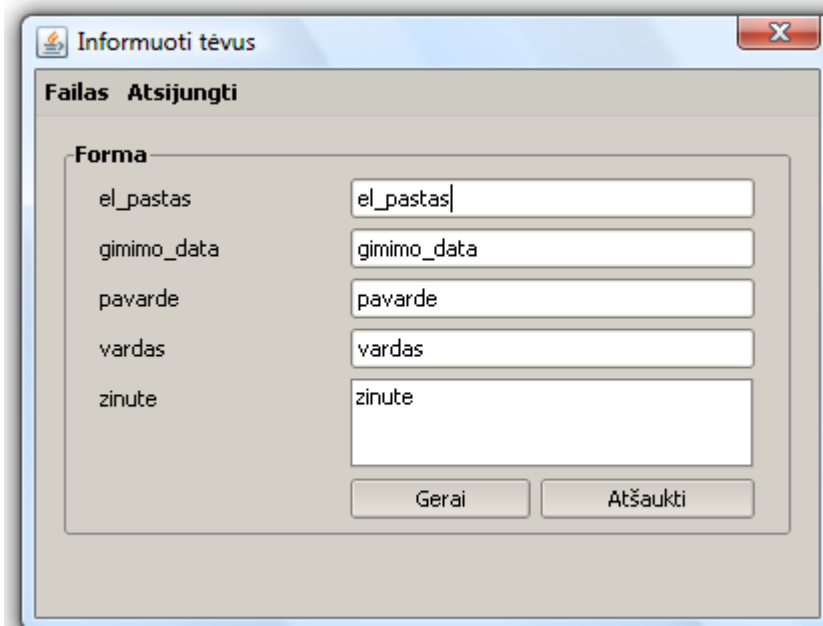 Informuoti tėvus
Failas Atsijungti
Forma
el_pastas el_pastas
gimimo_data gimimo_data
pavarde pavarde
vardas vardas
zinute zinute
Gerai Atšaukti